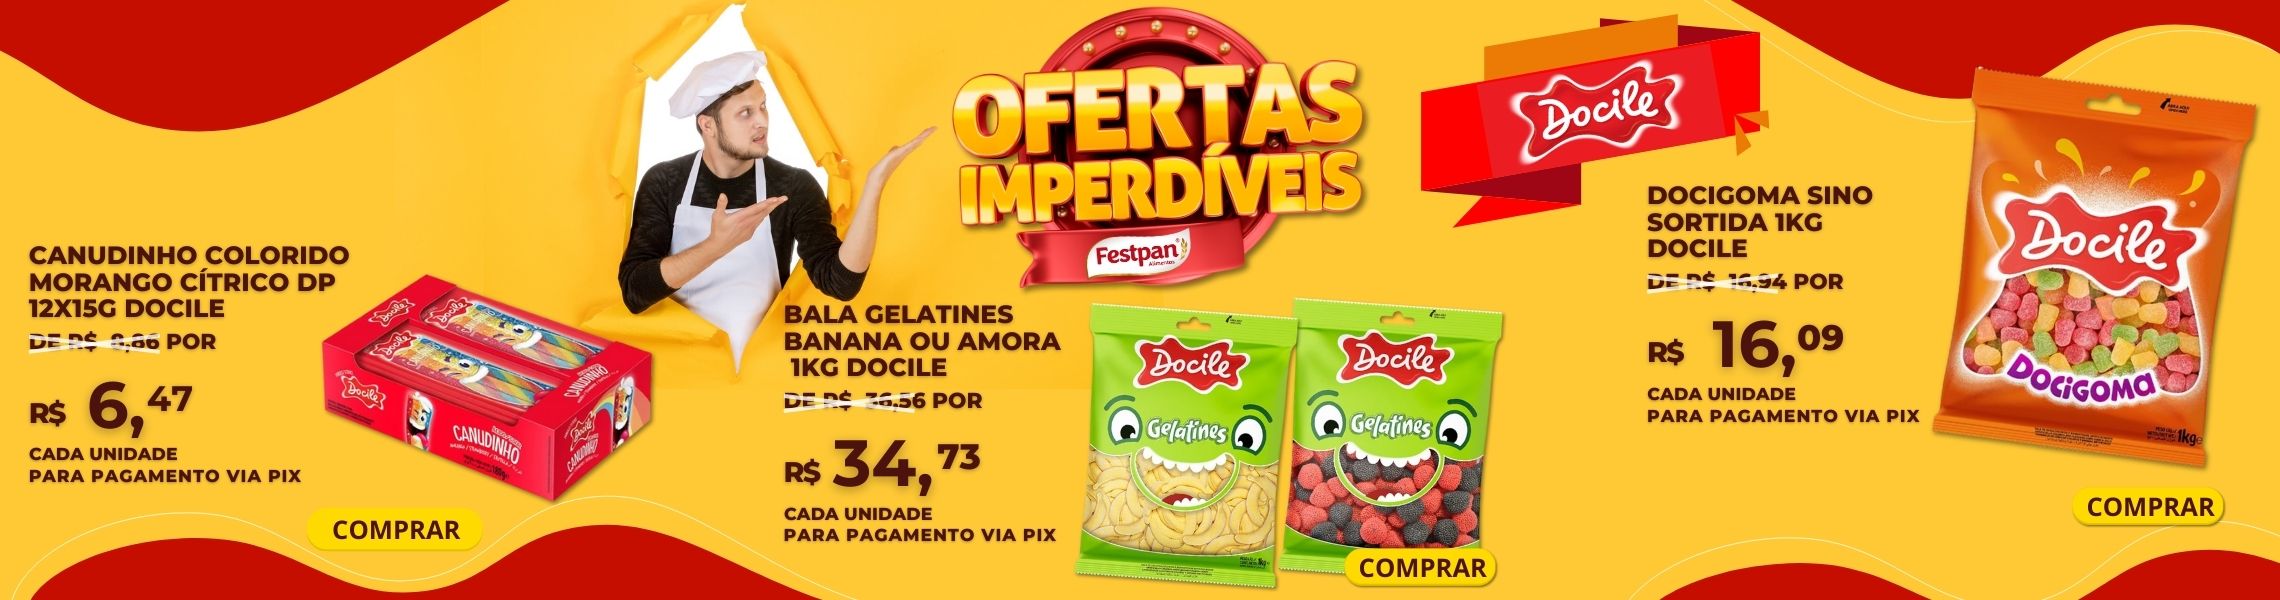 OFERTAS
IMPERDÍVEIS
Festpan
Alimentos
Docile
CANUDINHO COLORIDO
MORANGO CÍTRICO DP
12X15G DOCILE
DE R$ 8,86 POR
R$ 6,47
CADA UNIDADE
PARA PAGAMENTO VIA PIX
COMPRAR
Docile
Docile
Docile
CANUDINHO
BALA GELATINES
BANANA OU AMORA
1KG DOCILE
DE R$ 36,56 POR
R$ 34,73
CADA UNIDADE
PARA PAGAMENTO VIA PIX
Docile
Gelatines
Docile
Gelatines
COMPRAR
DOCIGOMA SINO
SORTIDA 1KG
DOCILE
DE R$ 16,94 POR
R$ 16,09
CADA UNIDADE
PARA PAGAMENTO VIA PIX
Docile
DOCIGOMA
1kg
COMPRAR